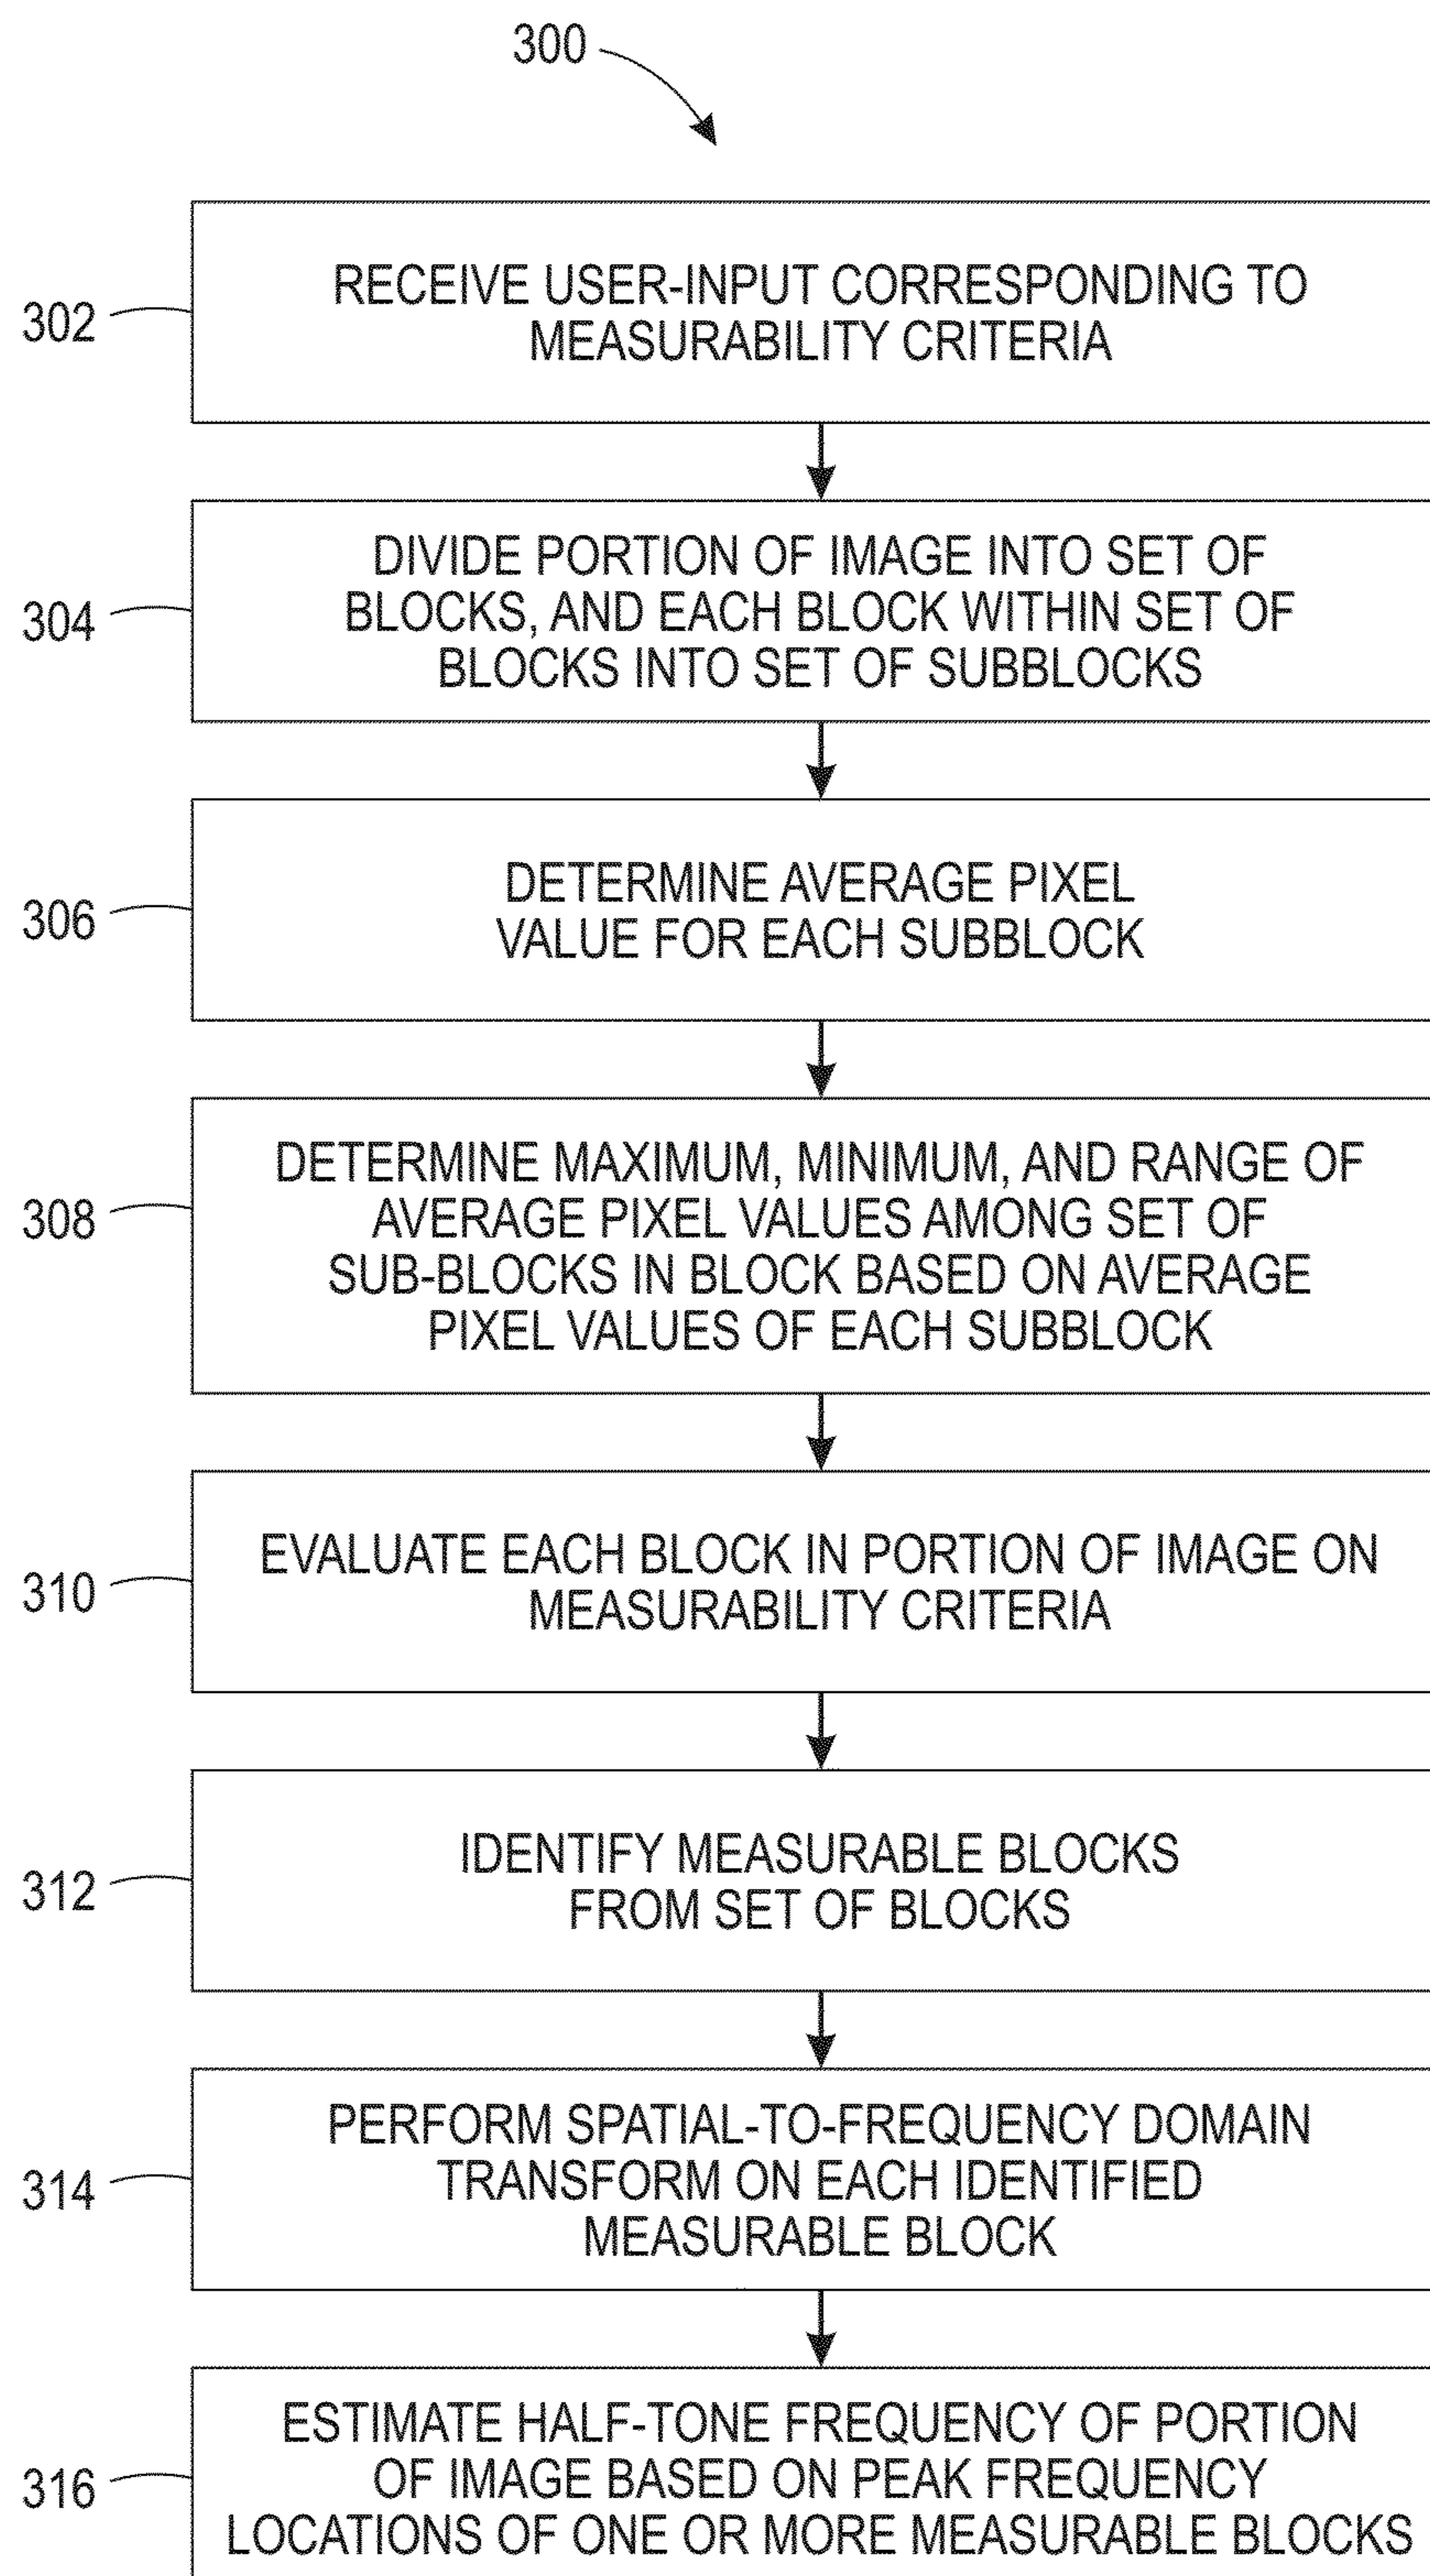 300
302
RECEIVE USER-INPUT CORRESPONDING TO
MEASURABILITY CRITERIA
304
DIVIDE PORTION OF IMAGE INTO SET OF
BLOCKS, AND EACH BLOCK WITHIN SET OF
BLOCKS INTO SET OF SUBBLOCKS
306
DETERMINE AVERAGE PIXEL
VALUE FOR EACH SUBBLOCK
308
DETERMINE MAXIMUM, MINIMUM, AND RANGE OF
AVERAGE PIXEL VALUES AMONG SET OF
SUB-BLOCKS IN BLOCK BASED ON AVERAGE
PIXEL VALUES OF EACH SUBBLOCK
310
EVALUATE EACH BLOCK IN PORTION OF IMAGE ON
MEASURABILITY CRITERIA
312
IDENTIFY MEASURABLE BLOCKS
FROM SET OF BLOCKS
314
PERFORM SPATIAL-TO-FREQUENCY DOMAIN
TRANSFORM ON EACH IDENTIFIED
MEASURABLE BLOCK
316
ESTIMATE HALF-TONE FREQUENCY OF PORTION
OF IMAGE BASED ON PEAK FREQUENCY
LOCATIONS OF ONE OR MORE MEASURABLE BLOCKS